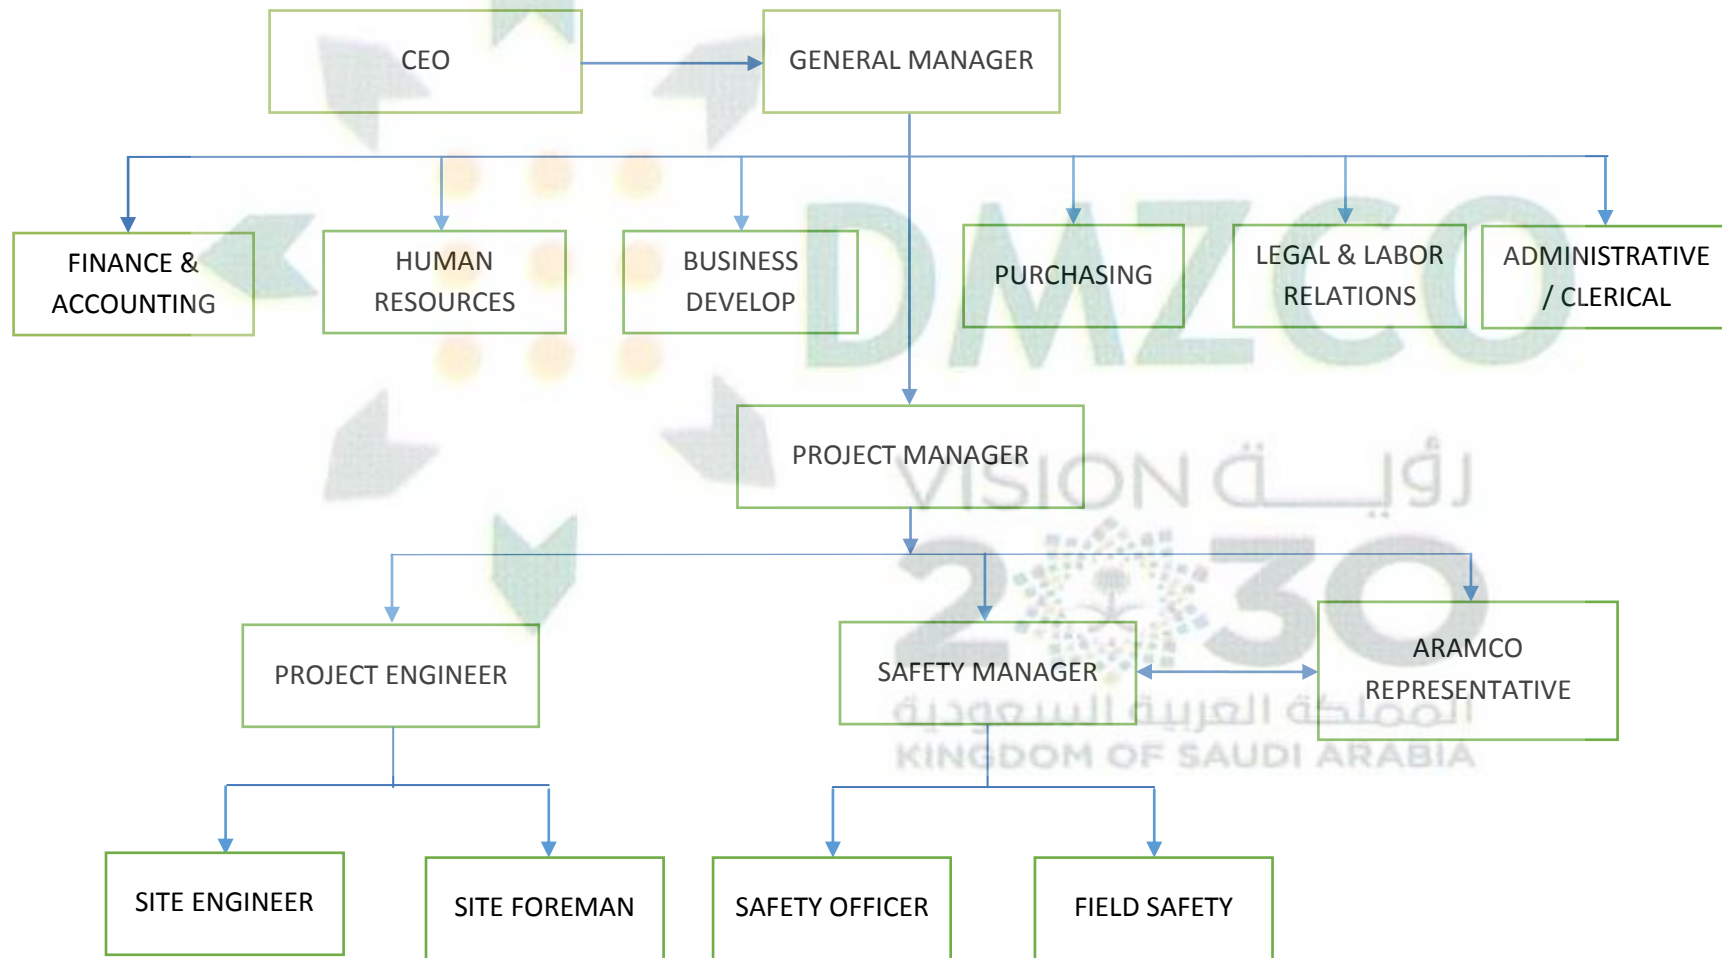 CEO
GENERAL MANAGER
FINANCE &
ACCOUNTING
HUMAN
RESOURCES
BUSINESS
DEVELOP
PURCHASING
LEGAL & LABOR
RELATIONS
ADMINISTRATIVE
/ CLERICAL
DMZCO
PROJECT MANAGER
VISION رؤيــــة
2030
PROJECT ENGINEER
SAFETY MANAGER
ARAMCO
REPRESENTATIVE
المملكة العربية السعودية
KINGDOM OF SAUDI ARABIA
SITE ENGINEER
SITE FOREMAN
SAFETY OFFICER
FIELD SAFETY